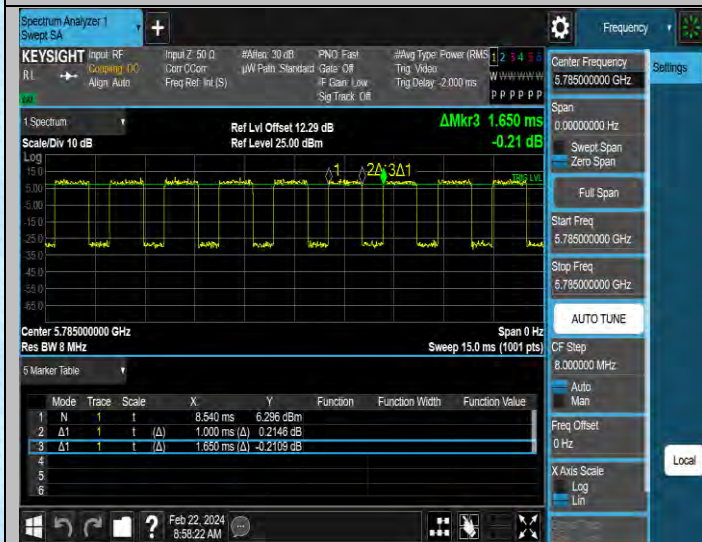 Spectrum Analyzer 1
Swept SA
Frequency
KEYSIGHT
Input: RF
Coupling: DC
Align: Auto
Input Z: 50 Ω
Corr CCorr
Freq Ref: Int (S)
#Atten: 30 dB
µW Path: Standard
PNO: Fast
Gate: Off
IF Gain: Low
Sig Track: Off
#Avg Type: Power (RMS)
Trig: Video
Trig Delay: -2.000 ms
1 2 3 4 5 6
W W W W W W
P P P P P P
1 Spectrum
Scale/Div 10 dB
Ref Lvl Offset 12.29 dB
Ref Level 25.00 dBm
ΔMkr3 1.650 ms
-0.21 dB
Log
15.0
5.00
-5.00
-15.0
-25.0
-35.0
-45.0
-55.0
-65.0
1
2Δ 3Δ1
TRIG LVL
Center 5.785000000 GHz
Res BW 8 MHz
Span 0 Hz
Sweep 15.0 ms (1001 pts)
5 Marker Table
Mode Trace Scale X Y Function Function Width Function Value
1 N 1 t 8.540 ms 6.296 dBm
2 Δ1 1 t (Δ) 1.000 ms (Δ) 0.2146 dB
3 Δ1 1 t (Δ) 1.650 ms (Δ) -0.2109 dB
4
5
6
Feb 22, 2024
8:58:22 AM
Center Frequency
5.785000000 GHz
Settings
Span
0.00000000 Hz
Swept Span
Zero Span
Full Span
Start Freq
5.785000000 GHz
Stop Freq
5.785000000 GHz
AUTO TUNE
CF Step
8.000000 MHz
Auto
Man
Freq Offset
0 Hz
X Axis Scale
Log
Lin
Local